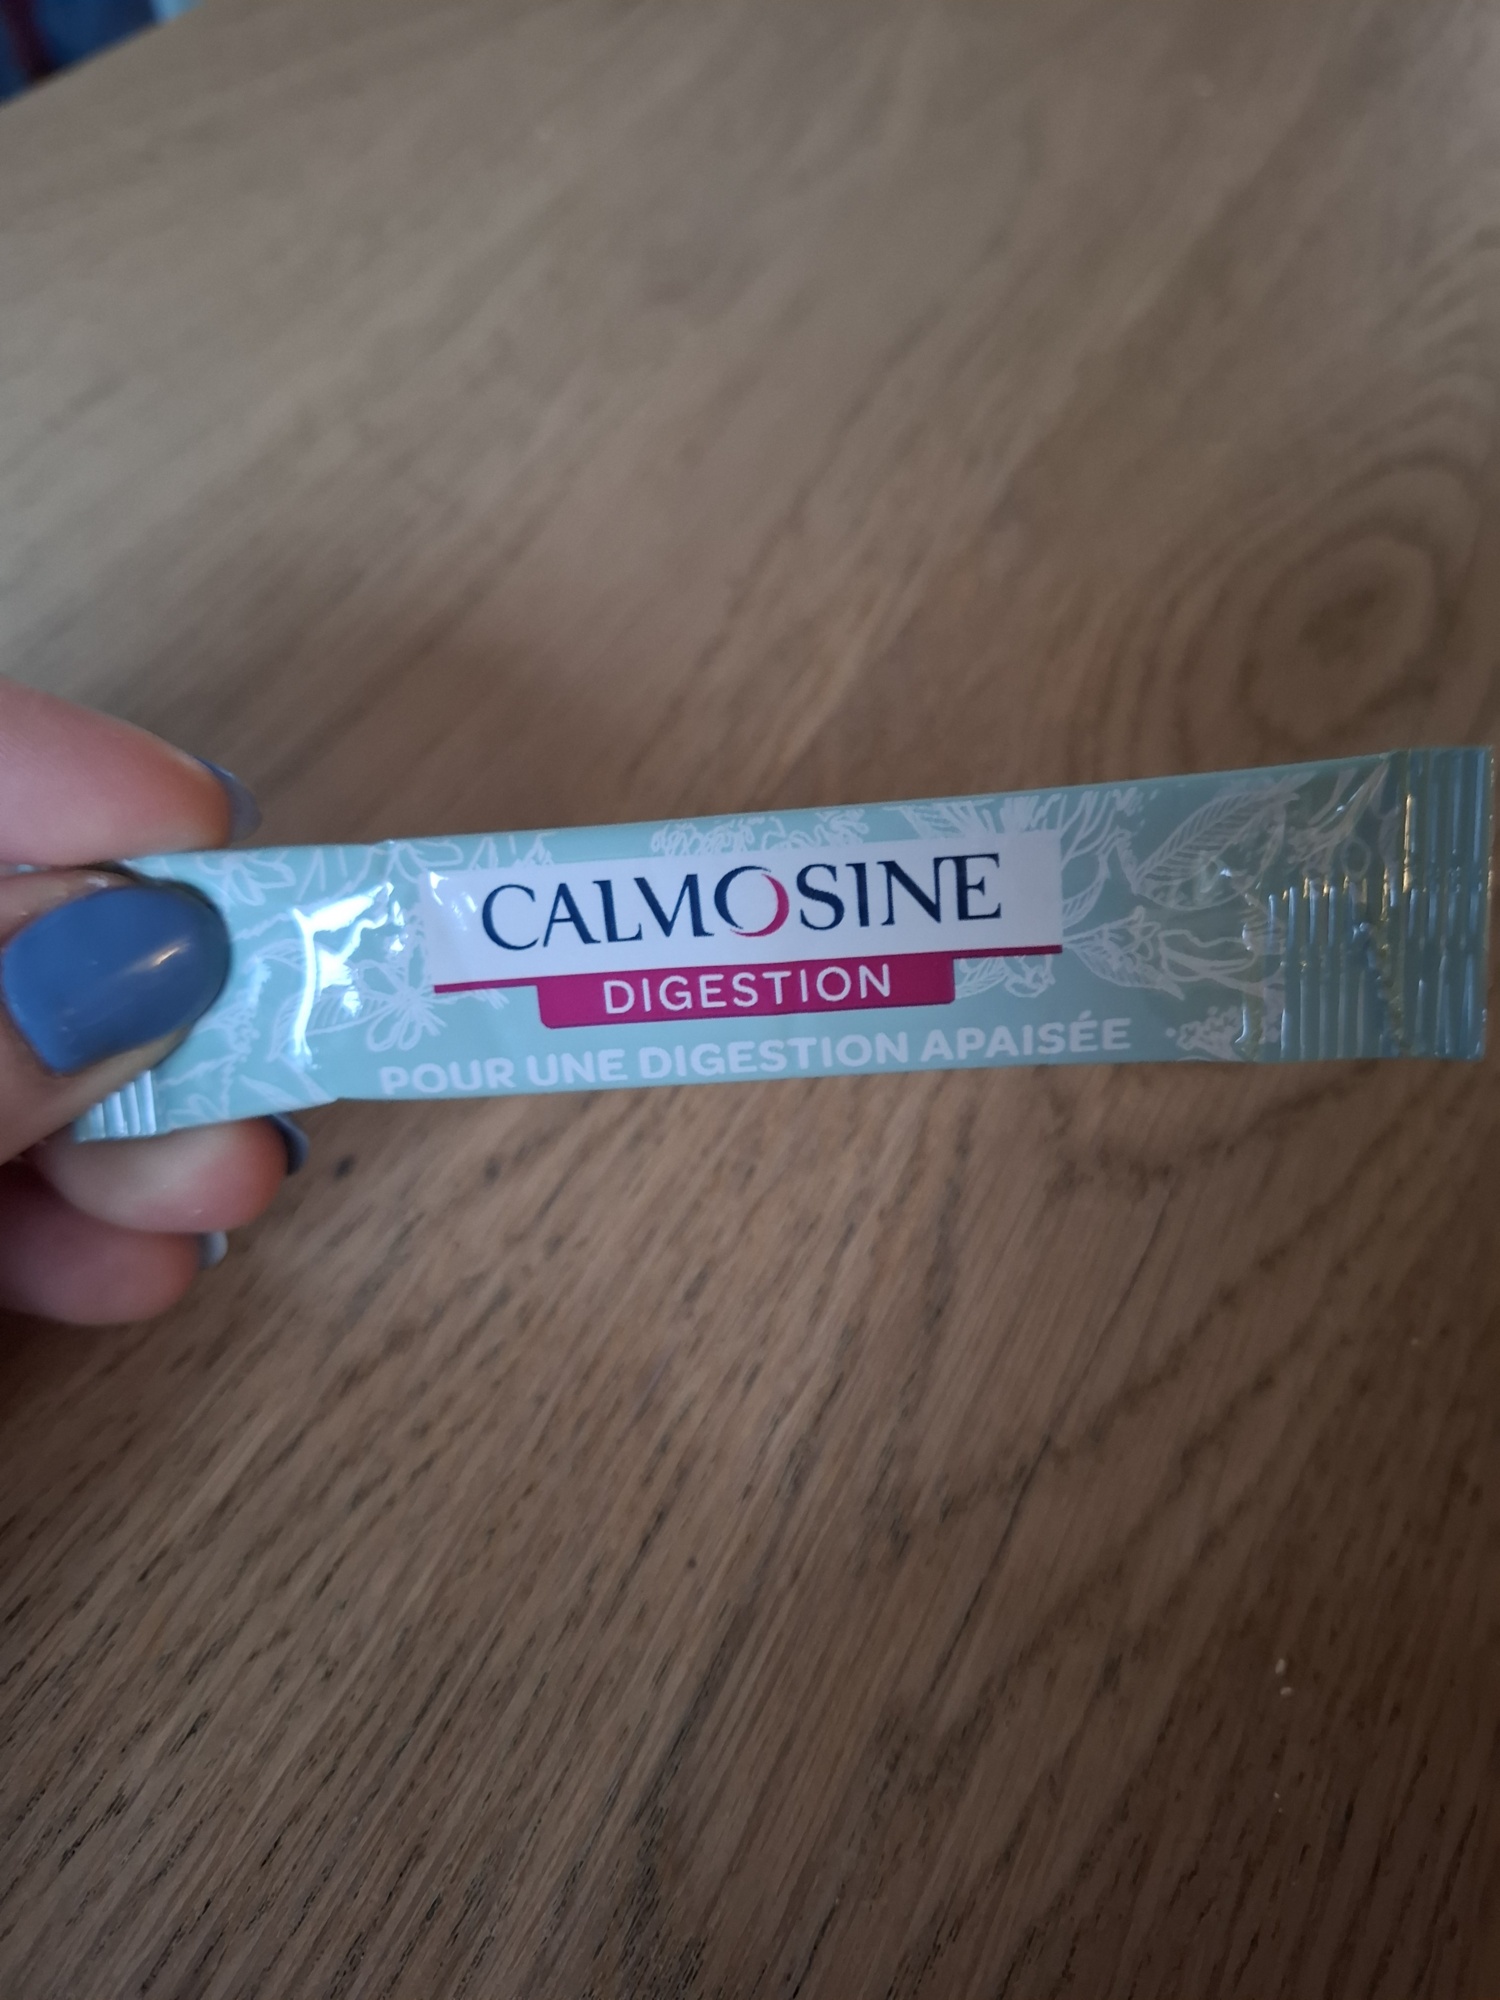 CALMOSINE
DIGESTION
POUR UNE DIGESTION APAISÉE